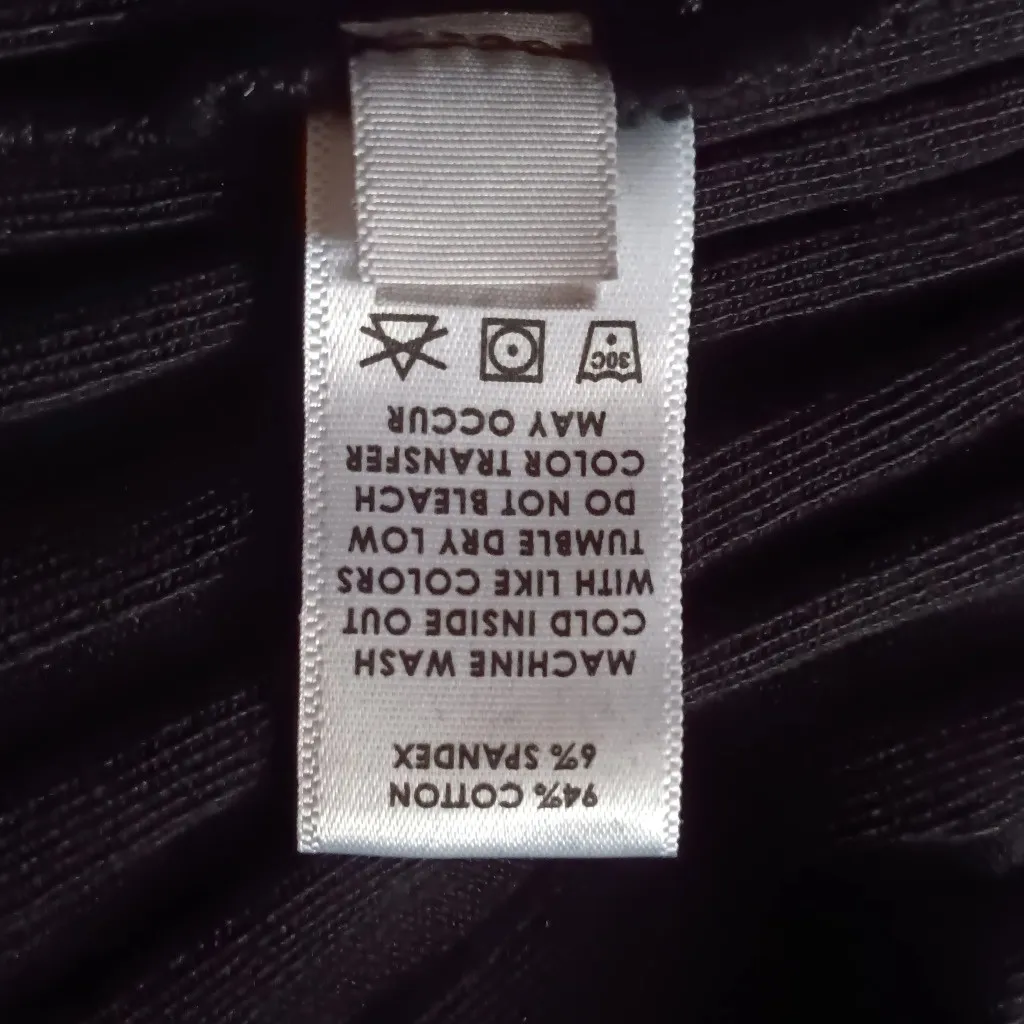 94% COTTON
6% SPANDEX
MACHINE WASH
COLD INSIDE OUT
WITH LIKE COLORS
TUMBLE DRY LOW
DO NOT BLEACH
COLOR TRANSFER
MAY OCCUR
30C